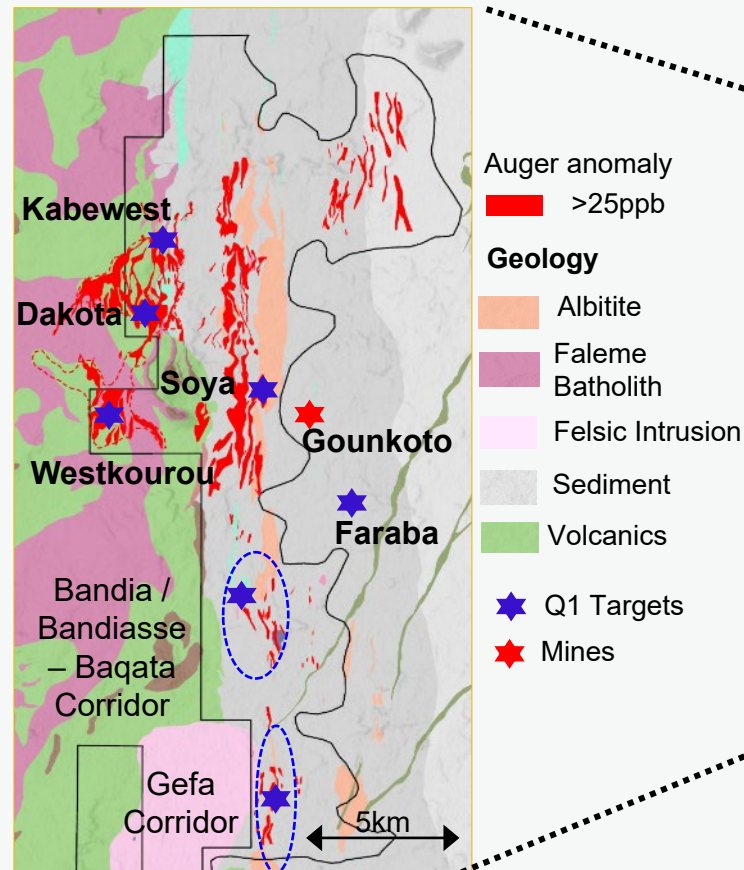 Kabewest
Dakota
Soya
Gounkoto
Westkourou
Faraba
Bandia /
Bandiasse
– Baqata
Corridor
Gefa
Corridor
5km
Auger anomaly
>25ppb
Geology
Albitite
Faleme
Batholith
Felsic Intrusion
Sediment
Volcanics
Q1 Targets
Mines